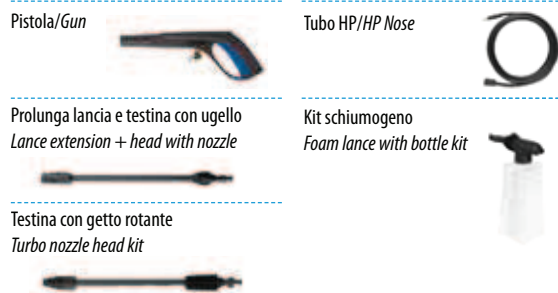 Pistola/Gun
Prolunga lancia e testina con ugello
Lance extension + head with nozzle
Testina con getto rotante
Turbo nozzle head kit
Tubo HP/HP Nose
Kit schiumogeno
Foam lance with bottle kit